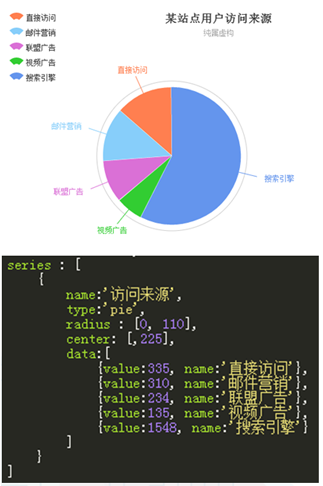 某站点用户访问来源
纯属虚构
直接访问
邮件营销
联盟广告
视频广告
搜索引擎
直接访问
邮件营销
联盟广告
视频广告
搜索引擎
series : [
{
name:'访问来源',
type:'pie',
radius : [0, 110],
center: [,225],
data:[
{value:335, name:'直接访问'},
{value:310, name:'邮件营销'},
{value:234, name:'联盟广告'},
{value:135, name:'视频广告'},
{value:1548, name:'搜索引擎'}
]
}
]